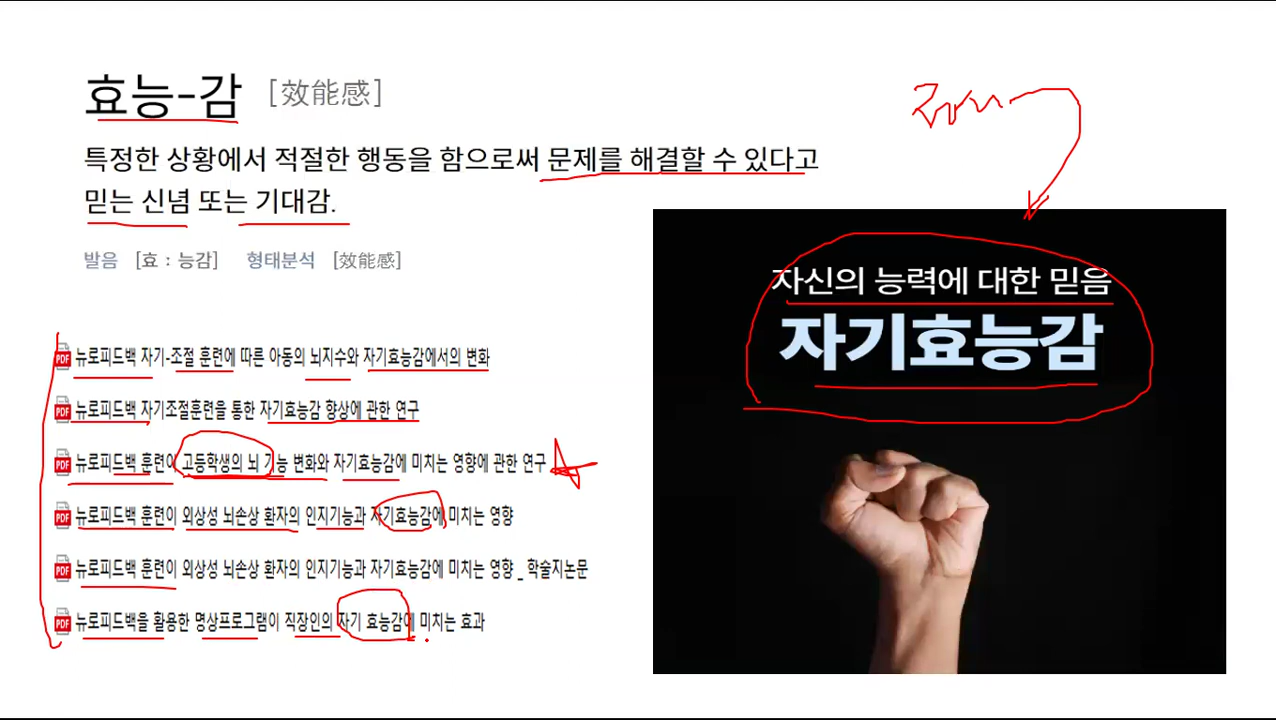 효능-감 [效能感]
특정한 상황에서 적절한 행동을 함으로써 문제를 해결할 수 있다고
믿는 신념 또는 기대감.
발음 [효 : 능감] 형태분석 [效能感]
PDF 뉴로피드백 자기-조절 훈련에 따른 아동의 뇌지수와 자기효능감에서의 변화
PDF 뉴로피드백 자기조절훈련을 통한 자기효능감 향상에 관한 연구
PDF 뉴로피드백 훈련이 고등학생의 뇌 기능 변화와 자기효능감에 미치는 영향에 관한 연구
PDF 뉴로피드백 훈련이 외상성 뇌손상 환자의 인지기능과 자기효능감에 미치는 영향
PDF 뉴로피드백 훈련이 외상성 뇌손상 환자의 인지기능과 자기효능감에 미치는 영향 _ 학술지논문
PDF 뉴로피드백을 활용한 명상프로그램이 직장인의 자기 효능감에 미치는 효과
자신의 능력에 대한 믿음
자기효능감